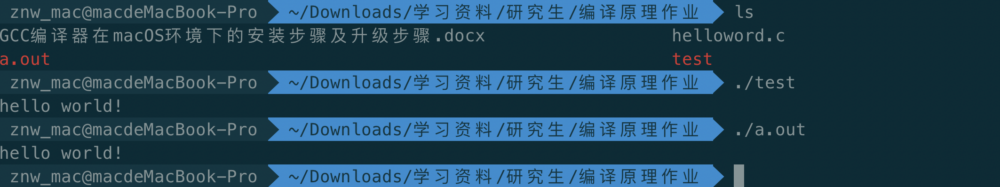 znw_mac@macdeMacBook-Pro ~/Downloads/学习资料/研究生/编译原理作业 ls
GCC编译器在macOS环境下的安装步骤及升级步骤.docx helloword.c
a.out test
znw_mac@macdeMacBook-Pro ~/Downloads/学习资料/研究生/编译原理作业 ./test
hello world!
znw_mac@macdeMacBook-Pro ~/Downloads/学习资料/研究生/编译原理作业 ./a.out
hello world!
znw_mac@macdeMacBook-Pro ~/Downloads/学习资料/研究生/编译原理作业